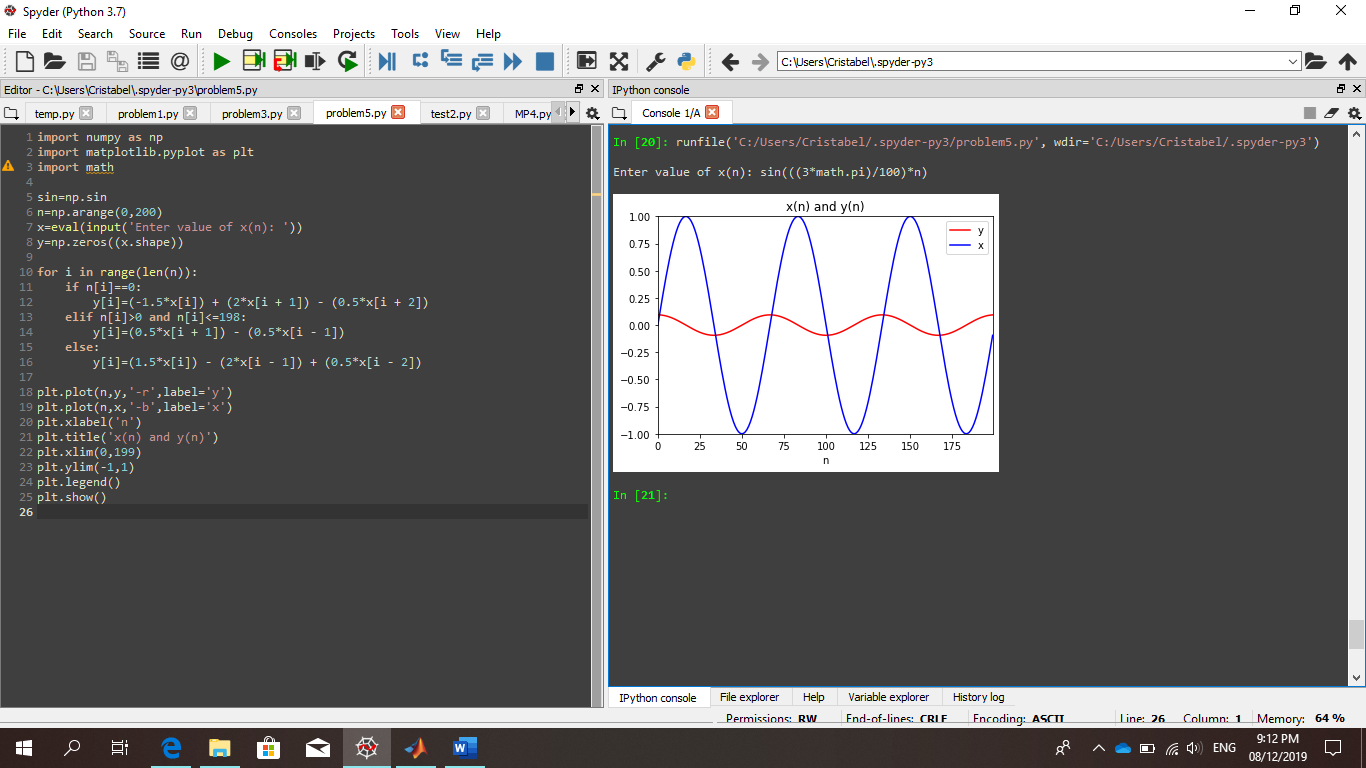 Spyder (Python 3.7)
File Edit Search Source Run Debug Consoles Projects Tools View Help
C:\Users\Cristabel\.spyder-py3
Editor - C:\Users\Cristabel\.spyder-py3\problem5.py
temp.py problem1.py problem3.py problem5.py test2.py MP4.py
1 import numpy as np
2 import matplotlib.pyplot as plt
3 import math
4
5 sin=np.sin
6 n=np.arange(0,200)
7 x=eval(input('Enter value of x(n): '))
8 y=np.zeros((x.shape))
9
10 for i in range(len(n)):
11     if n[i]==0:
12         y[i]=(-1.5*x[i]) + (2*x[i + 1]) - (0.5*x[i + 2])
13     elif n[i]>0 and n[i]<=198:
14         y[i]=(0.5*x[i + 1]) - (0.5*x[i - 1])
15     else:
16         y[i]=(1.5*x[i]) - (2*x[i - 1]) + (0.5*x[i - 2])
17
18 plt.plot(n,y,'-r',label='y')
19 plt.plot(n,x,'-b',label='x')
20 plt.xlabel('n')
21 plt.title('x(n) and y(n)')
22 plt.xlim(0,199)
23 plt.ylim(-1,1)
24 plt.legend()
25 plt.show()
26
IPython console
Console 1/A
In [20]: runfile('C:/Users/Cristabel/.spyder-py3/problem5.py', wdir='C:/Users/Cristabel/.spyder-py3')
Enter value of x(n): sin(((3*math.pi)/100)*n)
x(n) and y(n)
1.00
0.75
0.50
0.25
0.00
−0.25
−0.50
−0.75
−1.00
y
x
0 25 50 75 100 125 150 175
n
In [21]:
IPython console File explorer Help Variable explorer History log
Permissions: RW End-of-lines: CRLF Encoding: ASCII Line: 26 Column: 1 Memory: 64 %
ENG
9:12 PM
08/12/2019